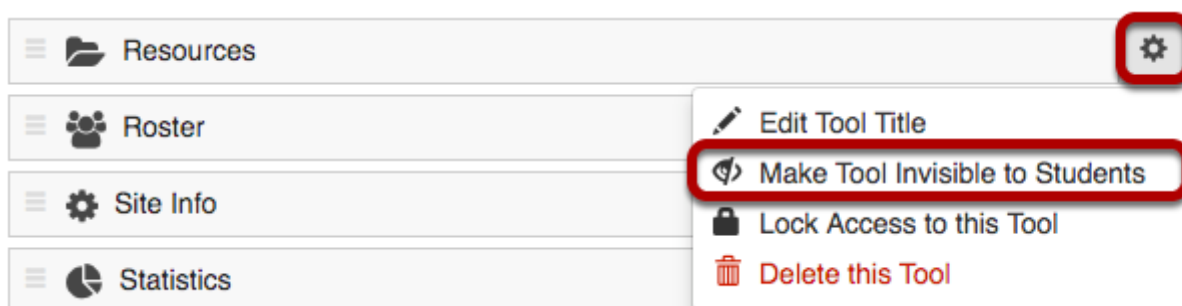 Resources
Roster
Edit Tool Title
Make Tool Invisible to Students
Site Info
Lock Access to this Tool
Statistics
Delete this Tool